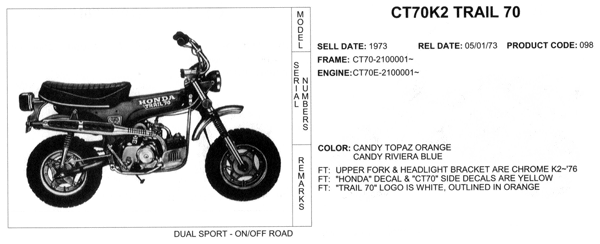 CT70K2 TRAIL 70
MODEL
SELL DATE: 1973 REL DATE: 05/01/73 PRODUCT CODE: 098
SERIAL NUMBERS
FRAME: CT70-2100001~
ENGINE: CT70E-2100001~
HONDA
TRAIL 70
REMARKS
COLOR: CANDY TOPAZ ORANGE
CANDY RIVIERA BLUE
FT: UPPER FORK & HEADLIGHT BRACKET ARE CHROME K2~'76
FT: "HONDA" DECAL & "CT70" SIDE DECALS ARE YELLOW
FT: "TRAIL 70" LOGO IS WHITE, OUTLINED IN ORANGE
DUAL SPORT - ON/OFF ROAD